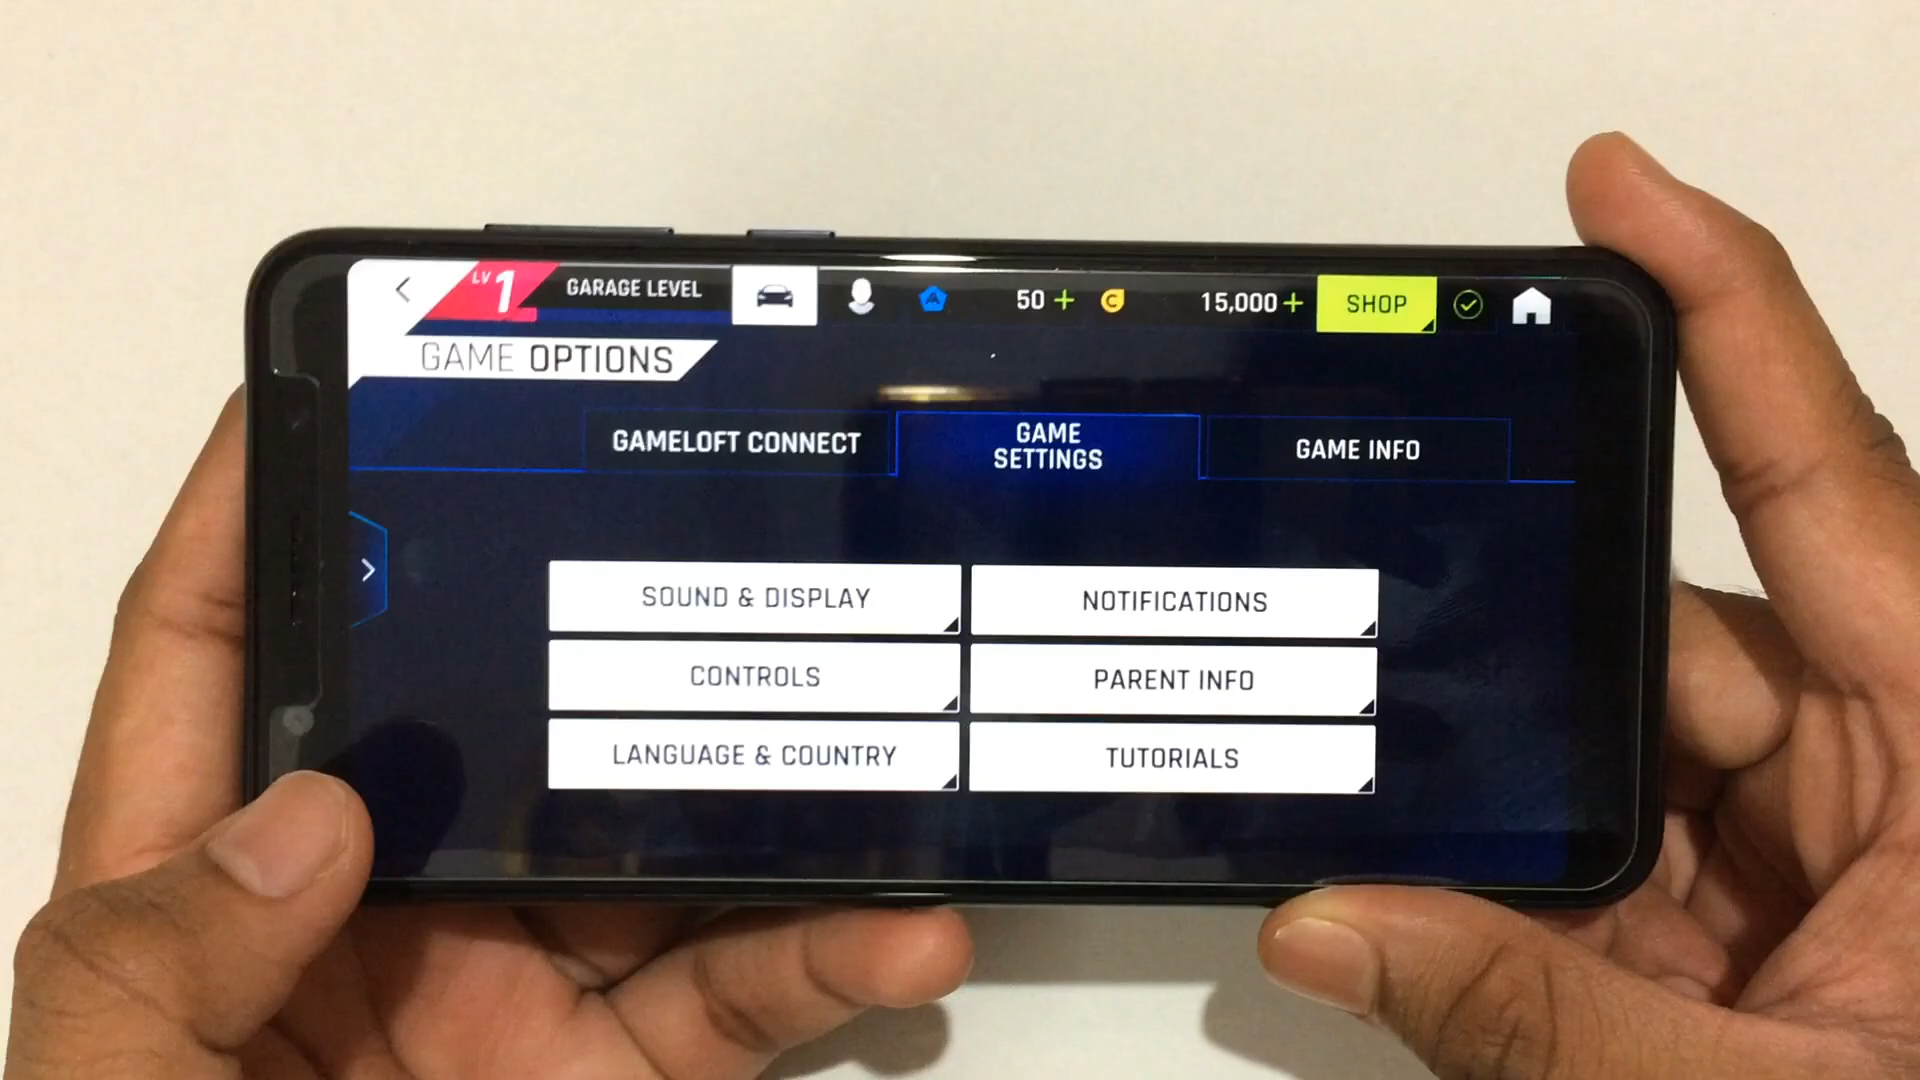 LV 1
GARAGE LEVEL
50 +
15,000 +
SHOP
GAME OPTIONS
GAMELOFT CONNECT
GAME
SETTINGS
GAME INFO
SOUND & DISPLAY
NOTIFICATIONS
CONTROLS
PARENT INFO
LANGUAGE & COUNTRY
TUTORIALS